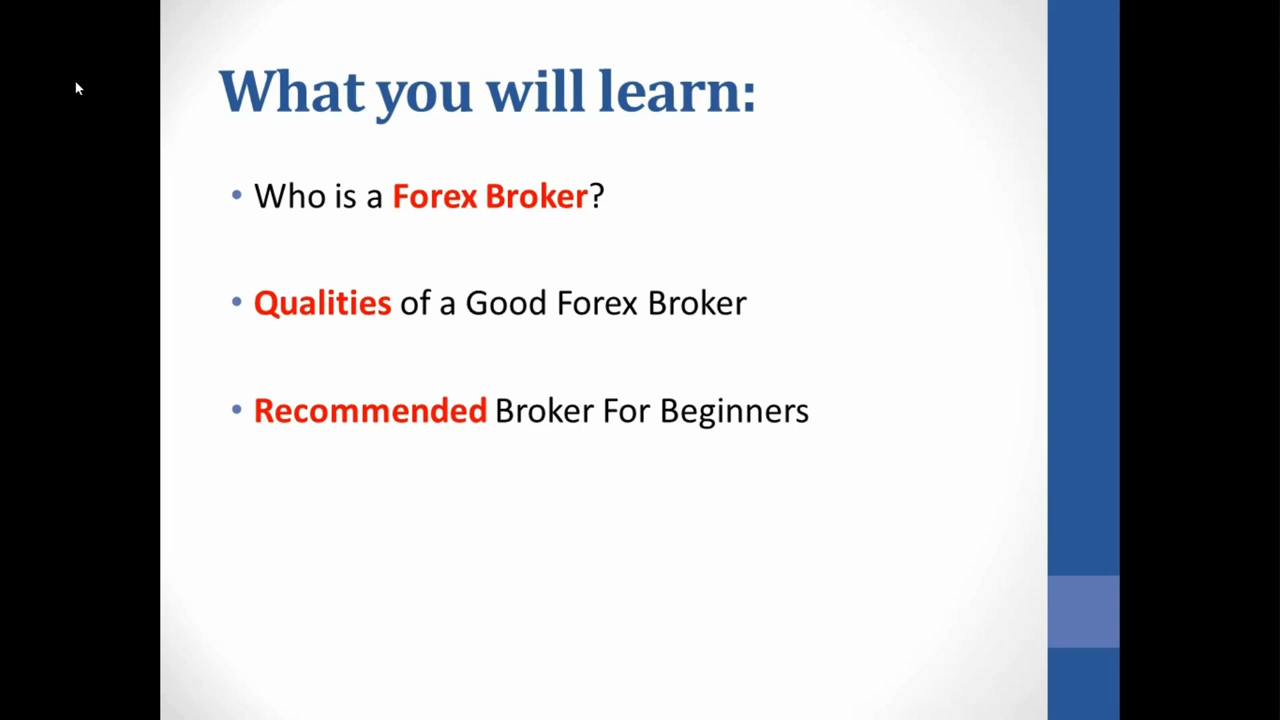 What you will learn:
• Who is a Forex Broker?
• Qualities of a Good Forex Broker
• Recommended Broker For Beginners